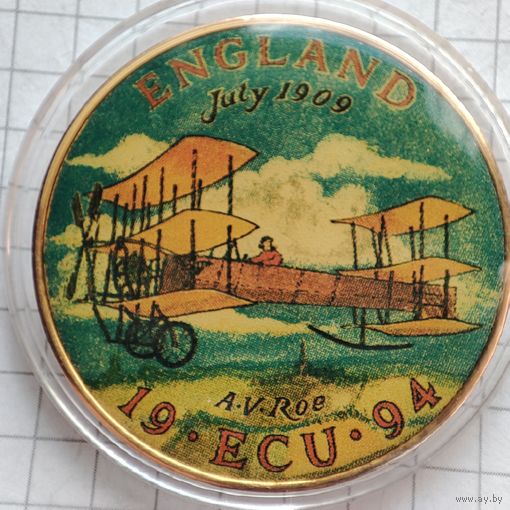 ENGLAND
July 1909
A.V. Roe
19 · ECU · 94
www.ay.by